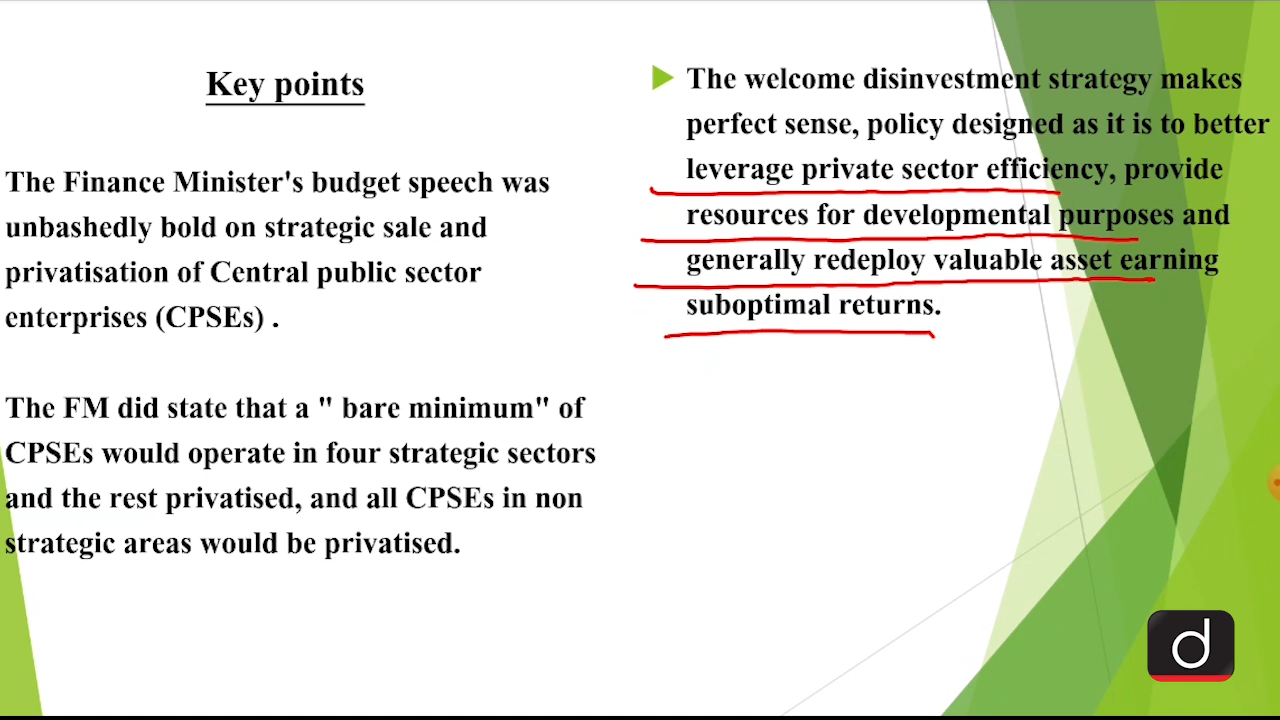 Key points
The Finance Minister's budget speech was
unbashedly bold on strategic sale and
privatisation of Central public sector
enterprises (CPSEs) .
The FM did state that a " bare minimum" of
CPSEs would operate in four strategic sectors
and the rest privatised, and all CPSEs in non
strategic areas would be privatised.
The welcome disinvestment strategy makes
perfect sense, policy designed as it is to better
leverage private sector efficiency, provide
resources for developmental purposes and
generally redeploy valuable asset earning
suboptimal returns.
d